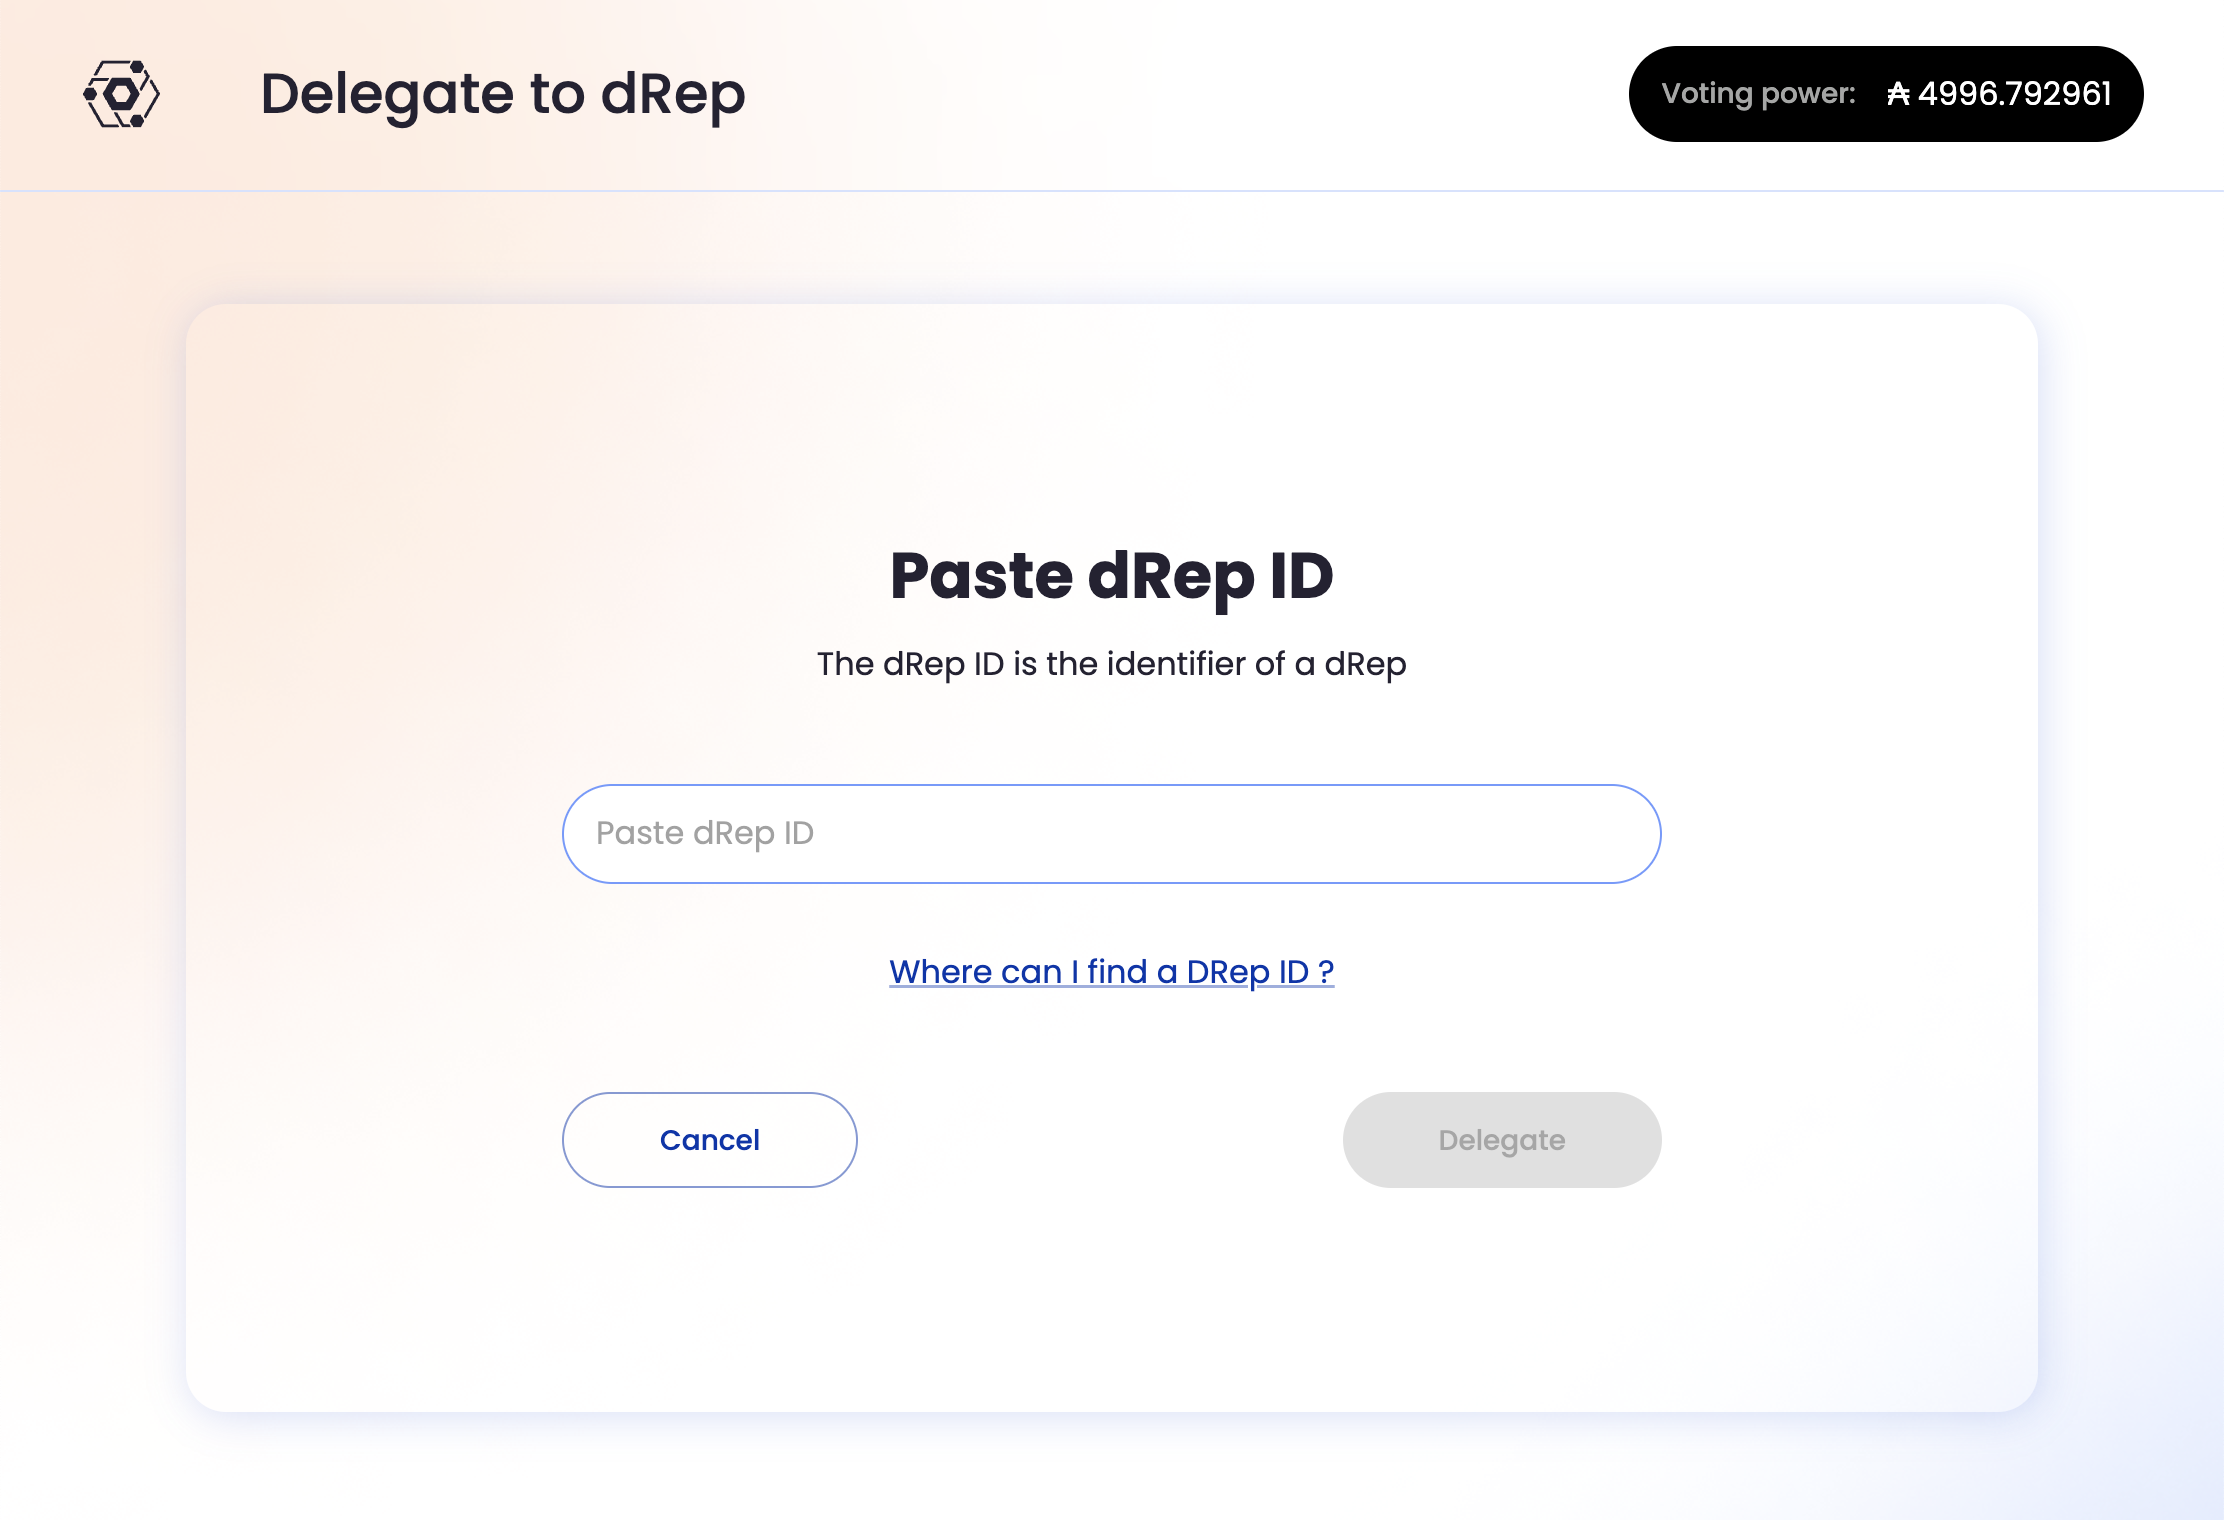 Delegate to dRep
Voting power: ₳ 4996.792961
Paste dRep ID
The dRep ID is the identifier of a dRep
Paste dRep ID
Where can I find a DRep ID ?
Cancel
Delegate